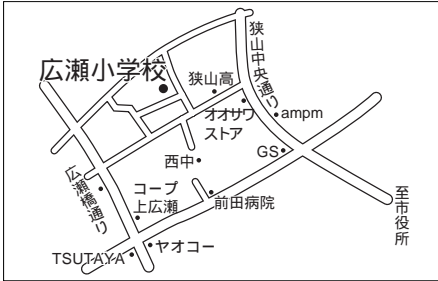 広瀬小学校
狭山高
狭山中央通り
オオサワ
ストア
ampm
西中
GS
広瀬橋通り
コープ
上広瀬
前田病院
至市役所
ヤオコー
TSUTAYA